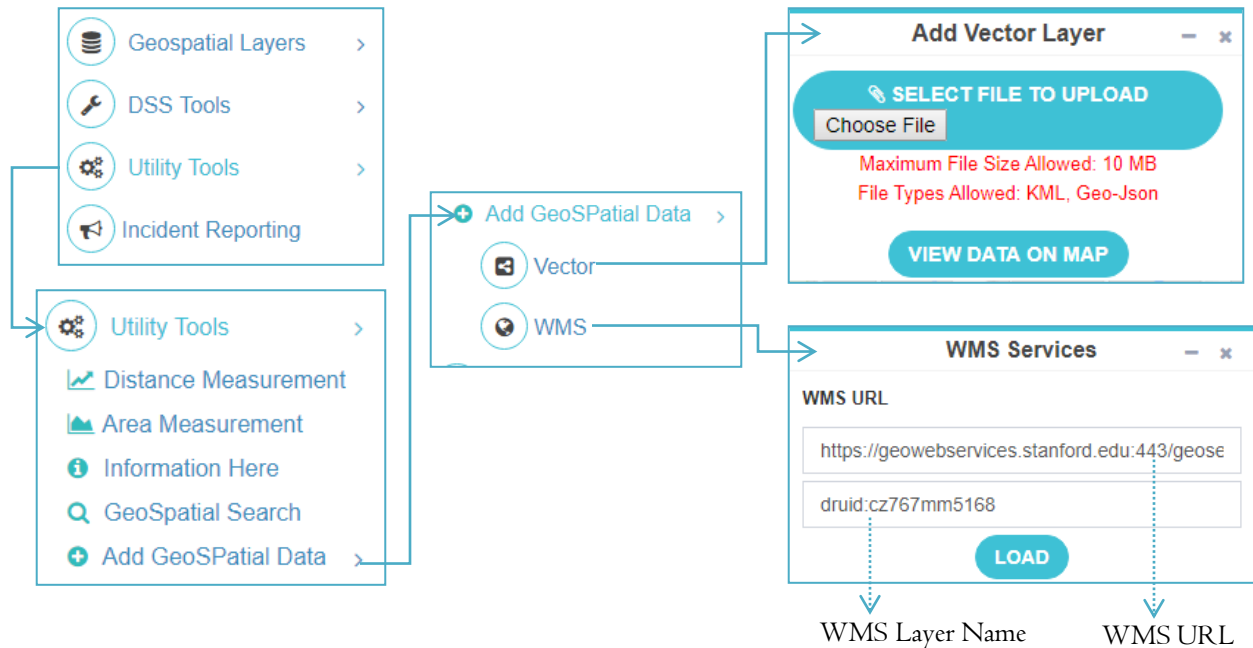 Geospatial Layers
DSS Tools
Utility Tools
Incident Reporting
Utility Tools
Distance Measurement
Area Measurement
Information Here
GeoSpatial Search
Add GeoSPatial Data
Add GeoSPatial Data
Vector
WMS
Add Vector Layer
SELECT FILE TO UPLOAD
Choose File
Maximum File Size Allowed: 10 MB
File Types Allowed: KML, Geo-Json
VIEW DATA ON MAP
WMS Services
WMS URL
https://geowebservices.stanford.edu:443/geose
druid:cz767mm5168
LOAD
WMS Layer Name
WMS URL